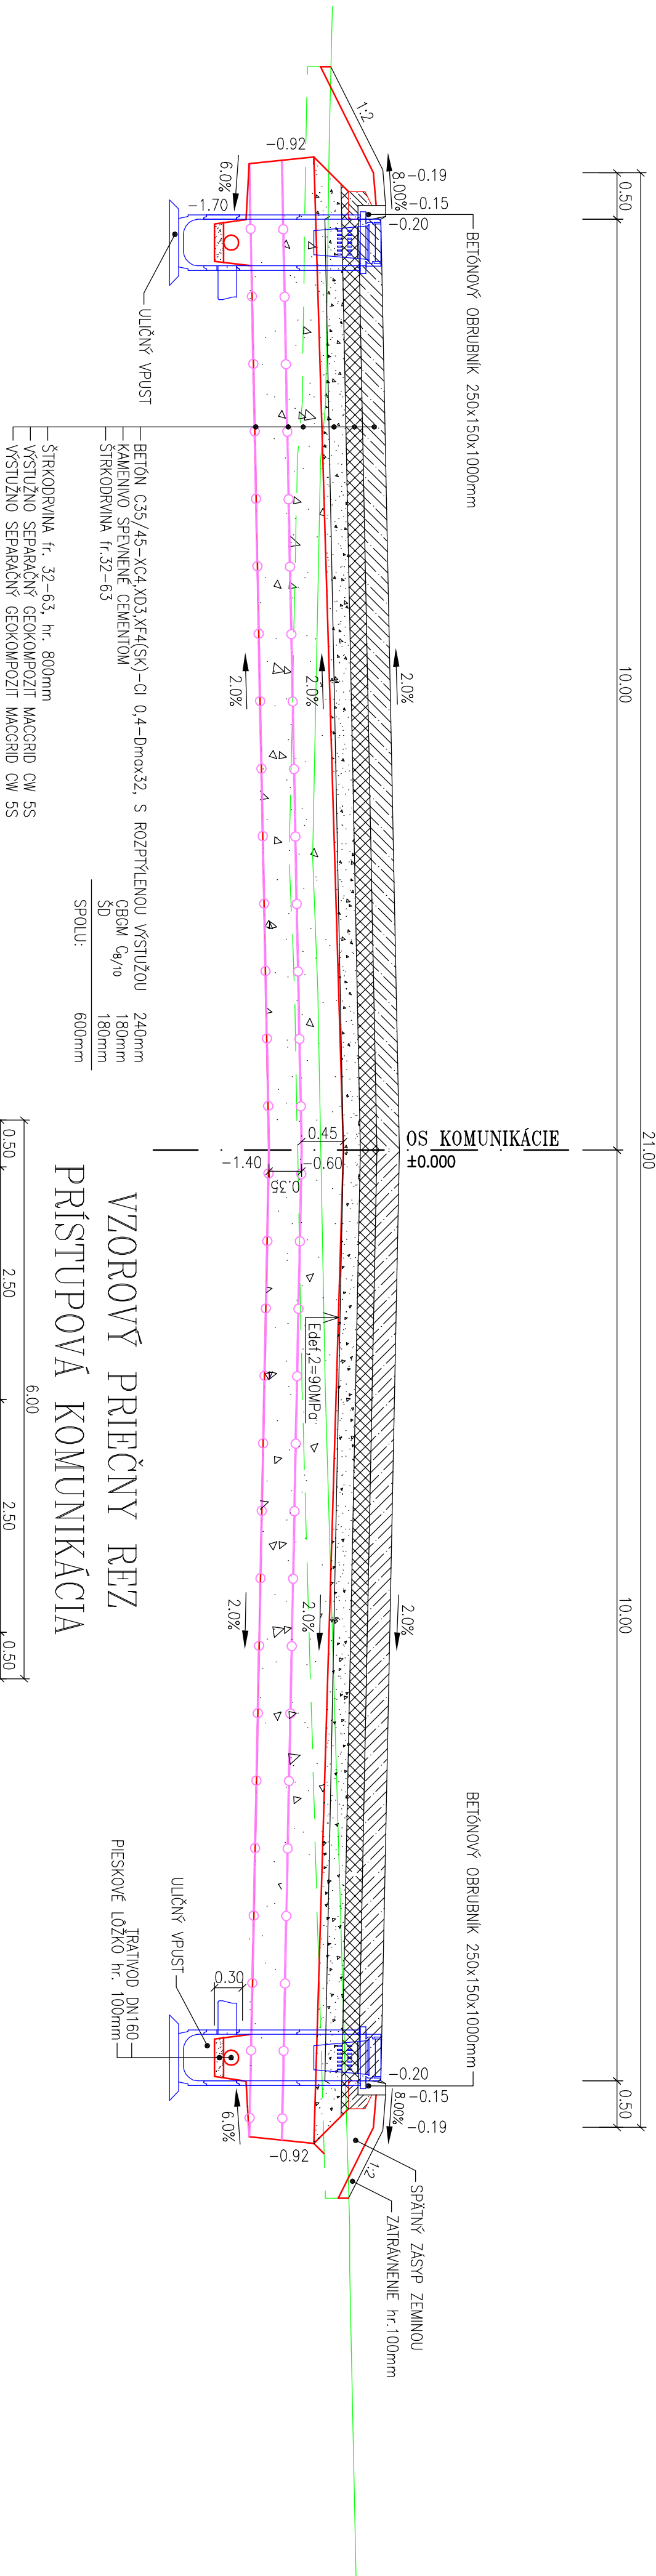 21.00
0.50
10.00
10.00
0.50
BETÓNOVÝ OBRUBNÍK 250x150x1000mm
BETÓNOVÝ OBRUBNÍK 250x150x1000mm
OS KOMUNIKÁCIE
±0.000
1:2
8.00%
-0.19
-0.15
-0.20
2.0%
2.0%
-0.20
-0.15
-0.19
8.00%
1:2
SPÄTNÝ ZÁSYP ZEMINOU
ZATRÁVNENIE hr.100mm
-0.92
6.0%
-1.70
2.0%
2.0%
0.45
-0.60
0.35
-1.40
Edef,2=90MPa
2.0%
2.0%
0.30
-0.92
6.0%
ULIČNÝ VPUST
ULIČNÝ VPUST
TRATIVOD DN160
PIESKOVÉ LÔŽKO hr. 100mm
BETÓN C35/45-XC4,XD3,XF4(SK)-Cl 0,4-Dmax32, S ROZPTÝLENOU VÝSTUŽOU 240mm
KAMENIVO SPEVNENÉ CEMENTOM CBGM C8/10 180mm
ŠTRKODRVINA fr.32-63 ŠD 180mm
SPOLU: 600mm
ŠTRKODRVINA fr. 32-63, hr. 800mm
VÝSTUŽNO SEPARAČNÝ GEOKOMPOZIT MACGRID CW 5S
VÝSTUŽNO SEPARAČNÝ GEOKOMPOZIT MACGRID CW 5S
VZOROVÝ PRIEČNY REZ
PRÍSTUPOVÁ KOMUNIKÁCIA
6.00
0.50
2.50
2.50
0.50